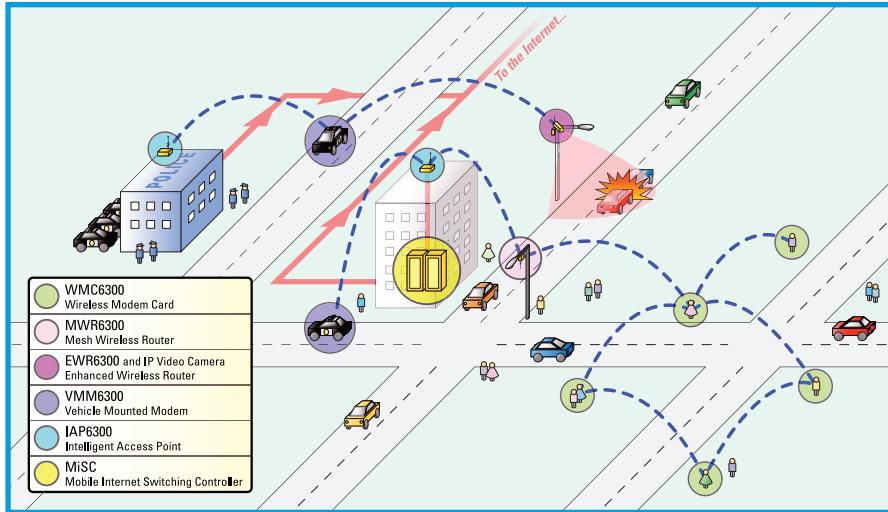 To the Internet...
POLICE
WMC6300
Wireless Modem Card
MWR6300
Mesh Wireless Router
EWR6300 and IP Video Camera
Enhanced Wireless Router
VMM6300
Vehicle Mounted Modem
IAP6300
Intelligent Access Point
MiSC
Mobile Internet Switching Controller